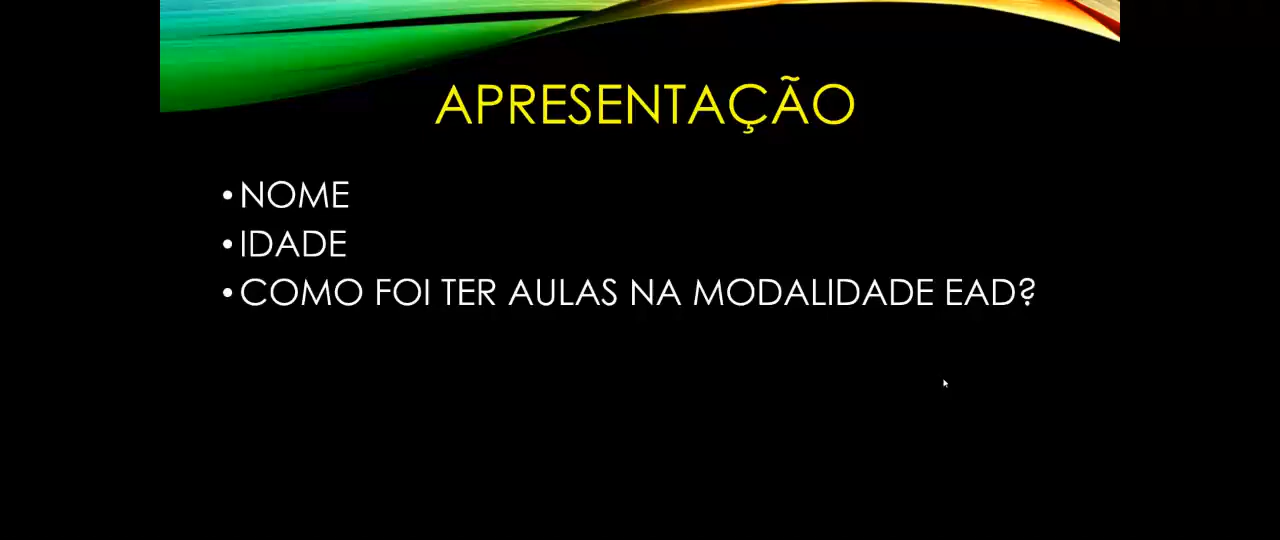 APRESENTAÇÃO
• NOME
• IDADE
• COMO FOI TER AULAS NA MODALIDADE EAD?